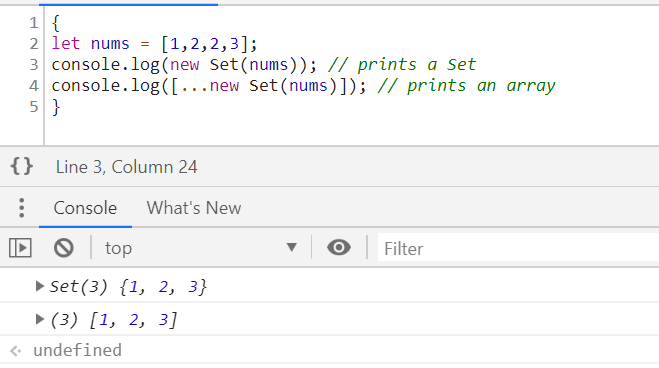 1 {
2 let nums = [1,2,2,3];
3 console.log(new Set(nums)); // prints a Set
4 console.log([...new Set(nums)]); // prints an array
5 }
{} Line 3, Column 24
Console What's New
top Filter
Set(3) {1, 2, 3}
(3) [1, 2, 3]
undefined